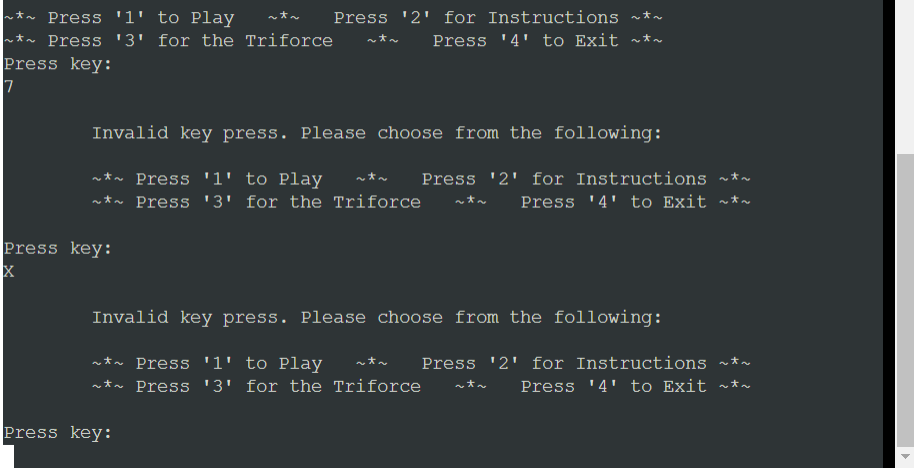 ~*~ Press '1' to Play   ~*~   Press '2' for Instructions ~*~
~*~ Press '3' for the Triforce   ~*~   Press '4' to Exit ~*~
Press key:
7
Invalid key press. Please choose from the following:
~*~ Press '1' to Play   ~*~   Press '2' for Instructions ~*~
~*~ Press '3' for the Triforce   ~*~   Press '4' to Exit ~*~
Press key:
X
Invalid key press. Please choose from the following:
~*~ Press '1' to Play   ~*~   Press '2' for Instructions ~*~
~*~ Press '3' for the Triforce   ~*~   Press '4' to Exit ~*~
Press key: